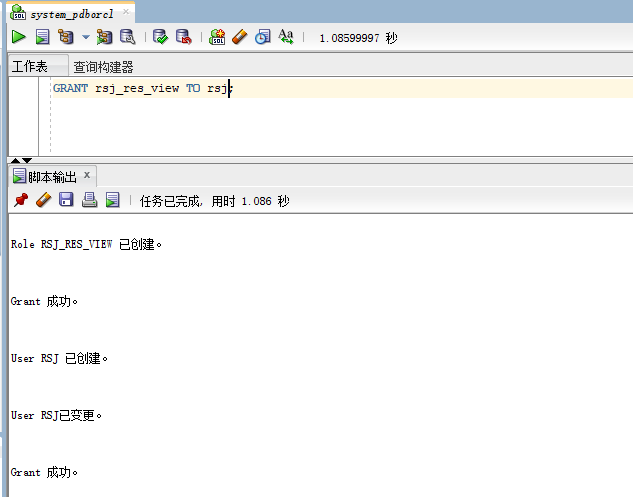 system_pdborcl
1.08599997 秒
工作表
查询构建器
GRANT rsj_res_view TO rsj;
脚本输出 x
任务已完成, 用时 1.086 秒
Role RSJ_RES_VIEW 已创建。
Grant 成功。
User RSJ 已创建。
User RSJ已变更。
Grant 成功。